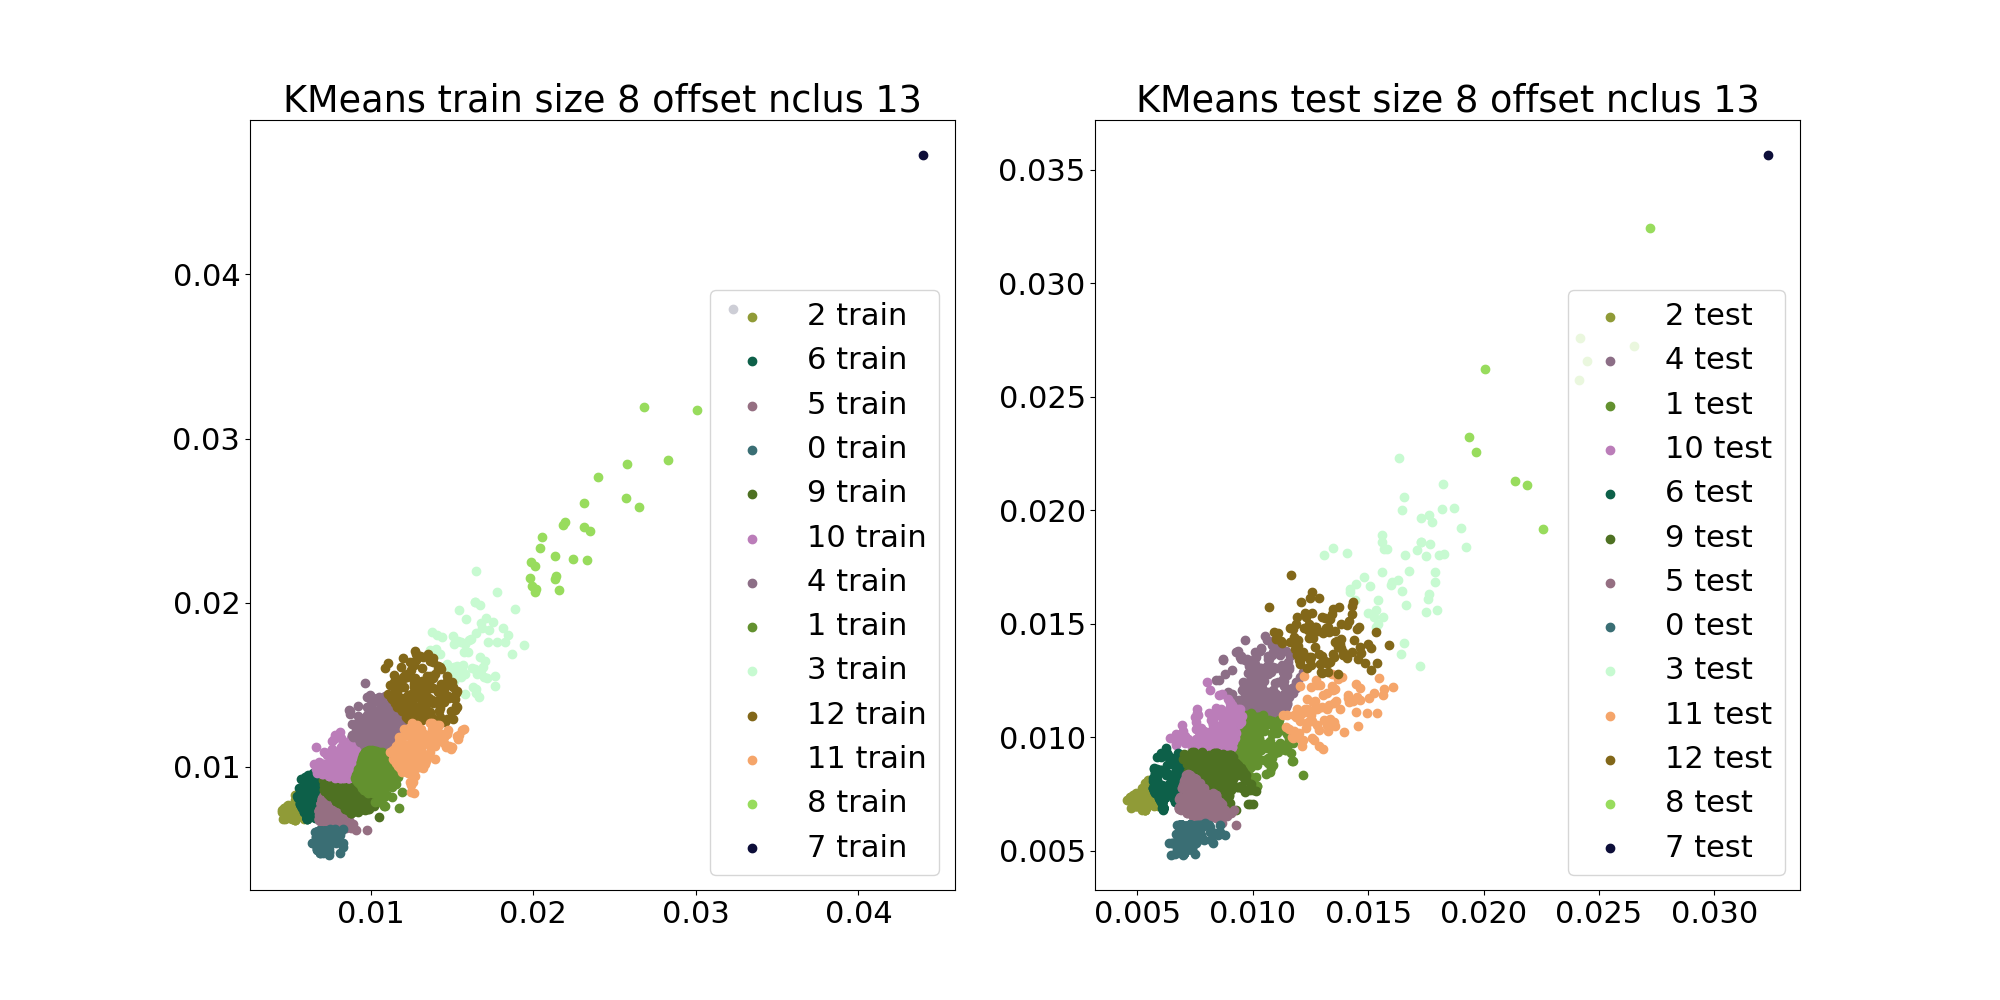 KMeans train size 8 offset nclus 13
0.04
0.03
0.02
0.01
0.01 0.02 0.03 0.04
2 train
6 train
5 train
0 train
9 train
10 train
4 train
1 train
3 train
12 train
11 train
8 train
7 train
KMeans test size 8 offset nclus 13
0.035
0.030
0.025
0.020
0.015
0.010
0.005
0.005 0.010 0.015 0.020 0.025 0.030
2 test
4 test
1 test
10 test
6 test
9 test
5 test
0 test
3 test
11 test
12 test
8 test
7 test